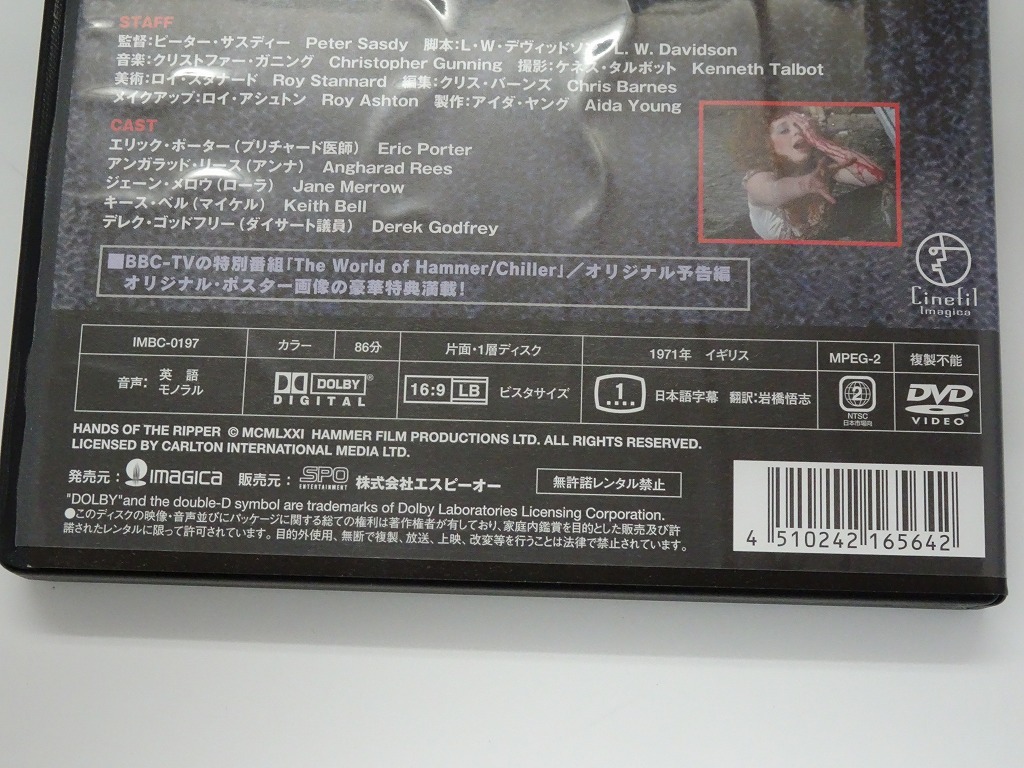 STAFF
監督：ピーター・サスディー Peter Sasdy 脚本：L・W・デヴィッドソン L. W. Davidson
音楽：クリストファー・ガニング Christopher Gunning 撮影：ケネス・タルボット Kenneth Talbot
美術：ロイ・スタナード Roy Stannard 編集：クリス・バーンズ Chris Barnes
メイクアップ：ロイ・アシュトン Roy Ashton 製作：アイダ・ヤング Aida Young
CAST
エリック・ポーター（プリチャード医師） Eric Porter
アンガラッド・リース（アンナ） Angharad Rees
ジェーン・メロウ（ローラ） Jane Merrow
キース・ベル（マイケル） Keith Bell
デレク・ゴッドフリー（ダイサート議員） Derek Godfrey
■BBC-TVの特別番組「The World of Hammer/Chiller」／オリジナル予告編
オリジナル・ポスター画像の豪華特典満載！
Cinefil
Imagica
IMBC-0197 カラー 86分 片面・1層ディスク 1971年 イギリス MPEG-2 複製不能
音声： 英語 モノラル DOLBY DIGITAL 16:9 LB ビスタサイズ 1 日本語字幕 翻訳：岩橋悟志 2 NTSC 日本市場向 DVD VIDEO
HANDS OF THE RIPPER © MCMLXXI HAMMER FILM PRODUCTIONS LTD. ALL RIGHTS RESERVED.
LICENSED BY CARLTON INTERNATIONAL MEDIA LTD.
発売元： IMAGICA 販売元： SPO ENTERTAINMENT 株式会社エスピーオー 無許諾レンタル禁止
"DOLBY"and the double-D symbol are trademarks of Dolby Laboratories Licensing Corporation.
●このディスクの映像・音声並びにパッケージに関する総ての権利は著作権者が有しており、家庭内鑑賞を目的とした販売及び許
諾されたレンタルに限って許可されています。目的外使用、無断で複製、放送、上映、改変等を行うことは法律で禁止されています。
4 510242 165642